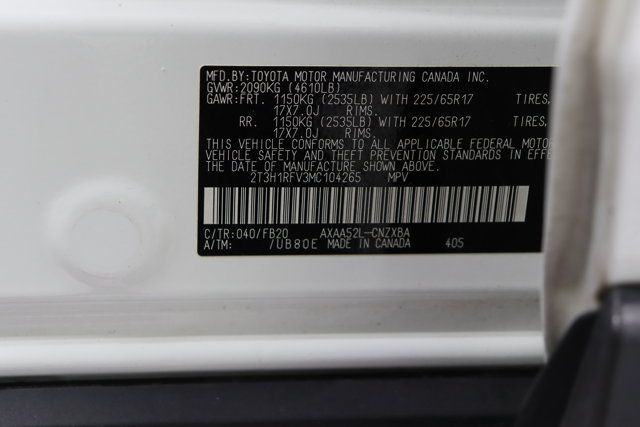 MFD.BY:TOYOTA MOTOR MANUFACTURING CANADA INC.
GVWR:2090KG (4610LB)
GAWR:FRT. 1150KG (2535LB) WITH 225/65R17 TIRES,
17X7.0J RIMS.
RR. 1150KG (2535LB) WITH 225/65R17 TIRES,
17X7.0J RIMS.
THIS VEHICLE CONFORMS TO ALL APPLICABLE FEDERAL MOTOR
VEHICLE SAFETY AND THEFT PREVENTION STANDARDS IN EFFE
THE DATE OF MANUFACTURE SHOWN ABOVE.
2T3H1RFV3MC104265 MPV
C/TR:040/FB20 AXAA52L-CNZXBA
A/TM: /UB80E MADE IN CANADA 405